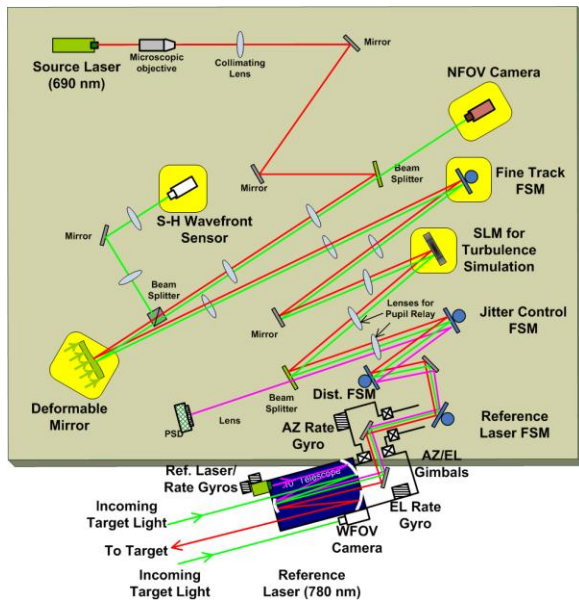 Source Laser
(690 nm)
Microscopic
objective
Collimating
Lens
Mirror
NFOV Camera
Mirror
Beam
Splitter
Fine Track
FSM
S-H Wavefront
Sensor
Mirror
SLM for
Turbulence
Simulation
Beam
Splitter
Mirror
Lenses for
Pupil Relay
Jitter Control
FSM
Deformable
Mirror
PSD
Lens
Beam
Splitter
Dist. FSM
AZ Rate
Gyro
Reference
Laser FSM
Ref. Laser/
Rate Gyros
Telescope
AZ/EL
Gimbals
Incoming
Target Light
EL Rate
Gyro
To Target
WFOV
Camera
Incoming
Target Light
Reference
Laser (780 nm)